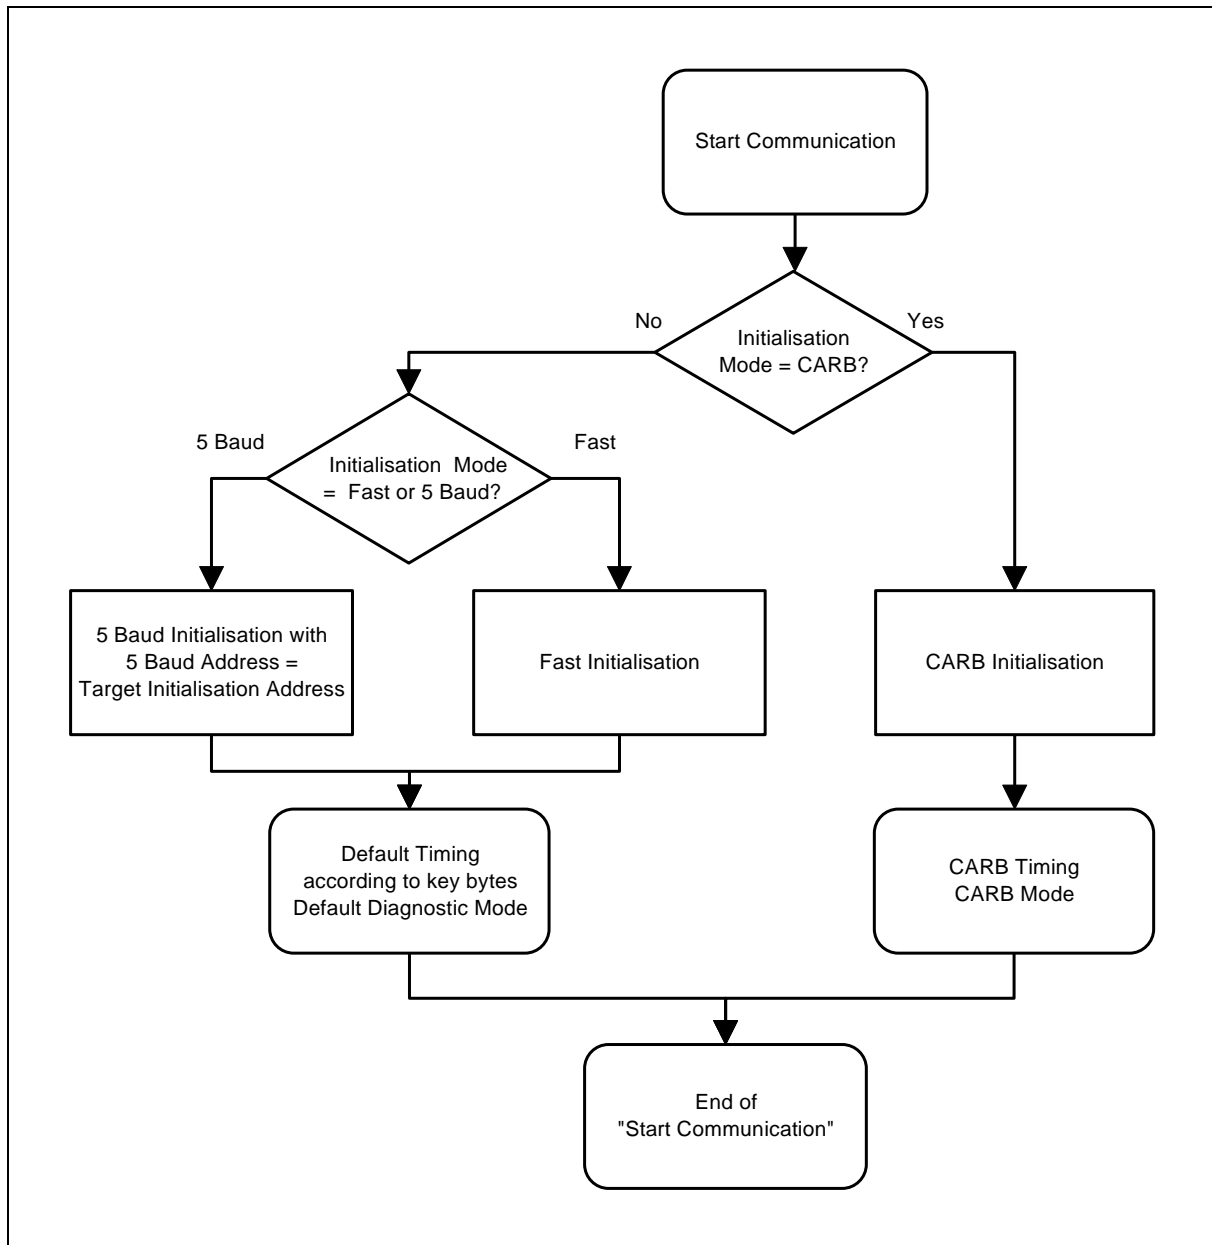 Start Communication
No
Yes
Initialisation
Mode = CARB?
5 Baud
Fast
Initialisation  Mode
=  Fast or 5 Baud?
5 Baud Initialisation with
5 Baud Address =
Target Initialisation Address
Fast Initialisation
CARB Initialisation
Default Timing
according to key bytes
Default Diagnostic Mode
CARB Timing
CARB Mode
End of
"Start Communication"